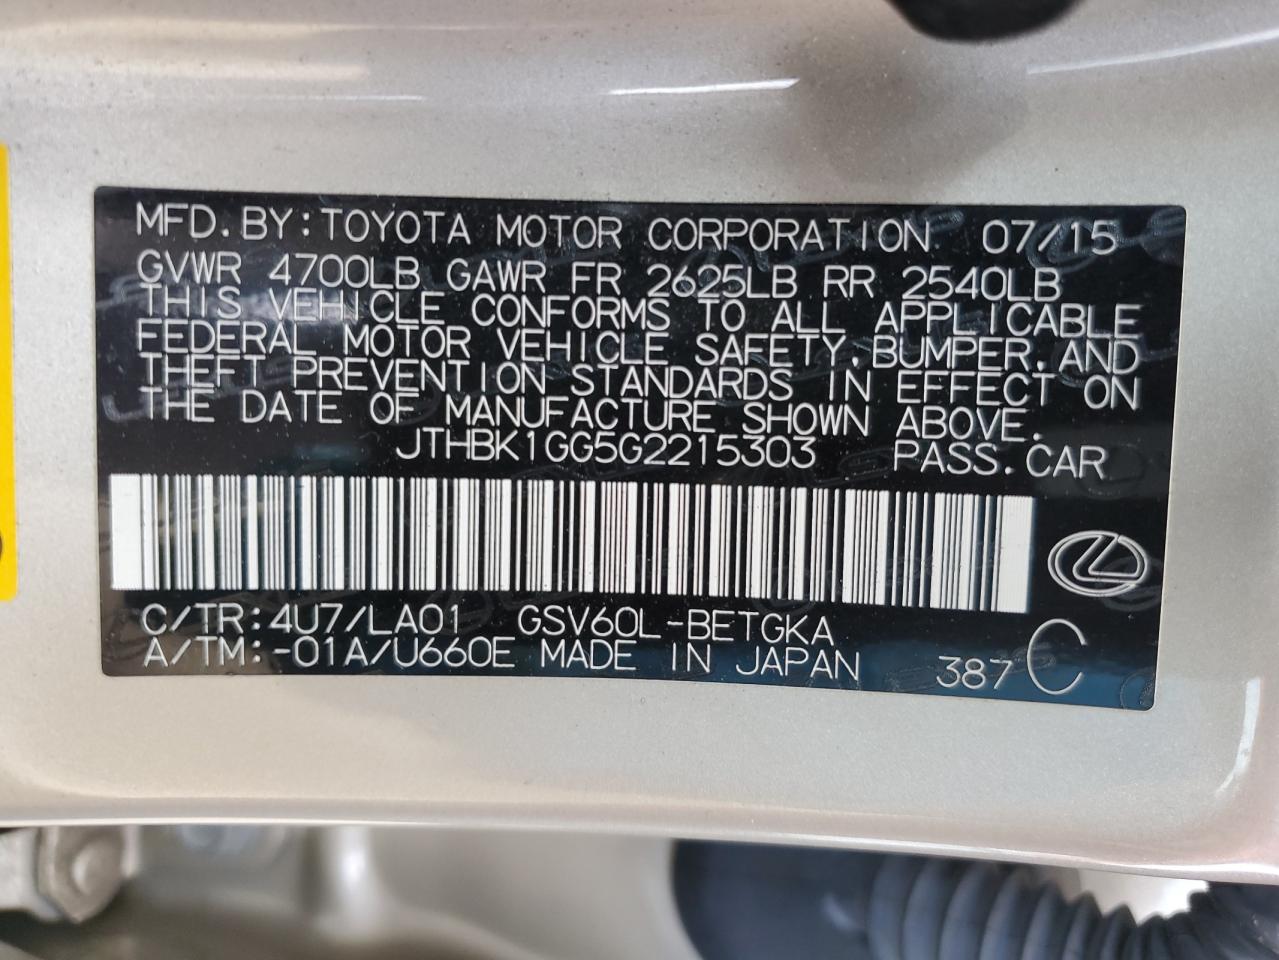 MFD.BY:TOYOTA MOTOR CORPORATION 07/15
GVWR 4700LB GAWR FR 2625LB RR 2540LB
THIS VEHICLE CONFORMS TO ALL APPLICABLE
FEDERAL MOTOR VEHICLE SAFETY,BUMPER,AND
THEFT PREVENTION STANDARDS IN EFFECT ON
THE DATE OF MANUFACTURE SHOWN ABOVE.
JTHBK1GG5G2215303 PASS.CAR
C/TR:4U7/LA01 GSV60L-BETGKA
A/TM:-01A/U660E MADE IN JAPAN 387 C